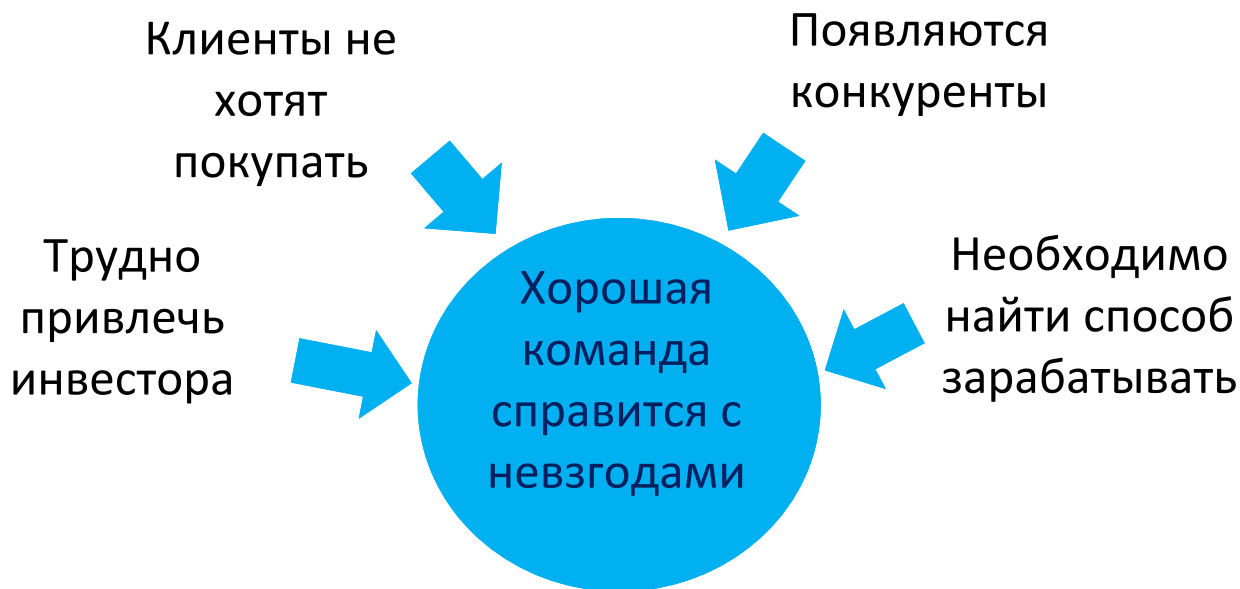 Клиенты не
хотят
покупать
Появляются
конкуренты
Трудно
привлечь
инвестора
Необходимо
найти способ
зарабатывать
Хорошая
команда
справится с
невзгодами